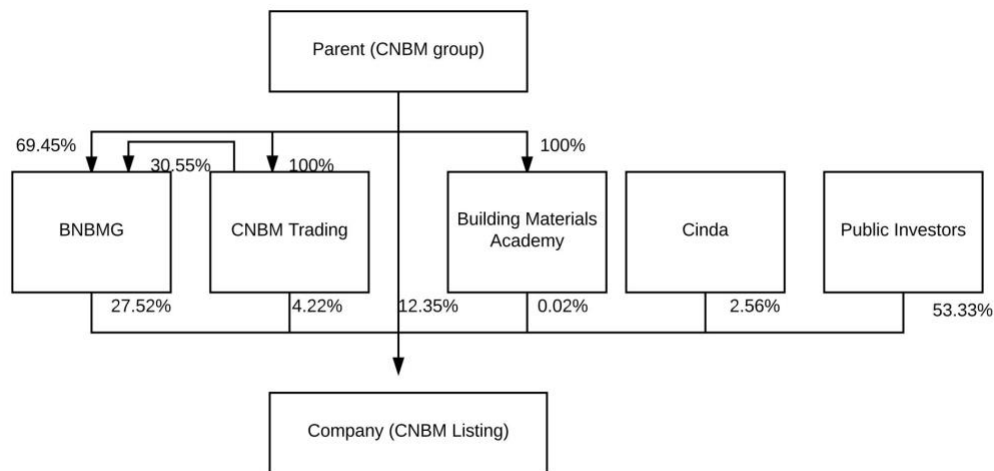 Parent (CNBM group)
69.45%
30.55%
100%
100%
BNBMG
CNBM Trading
Building Materials
Academy
Cinda
Public Investors
27.52%
4.22%
12.35%
0.02%
2.56%
53.33%
Company (CNBM Listing)